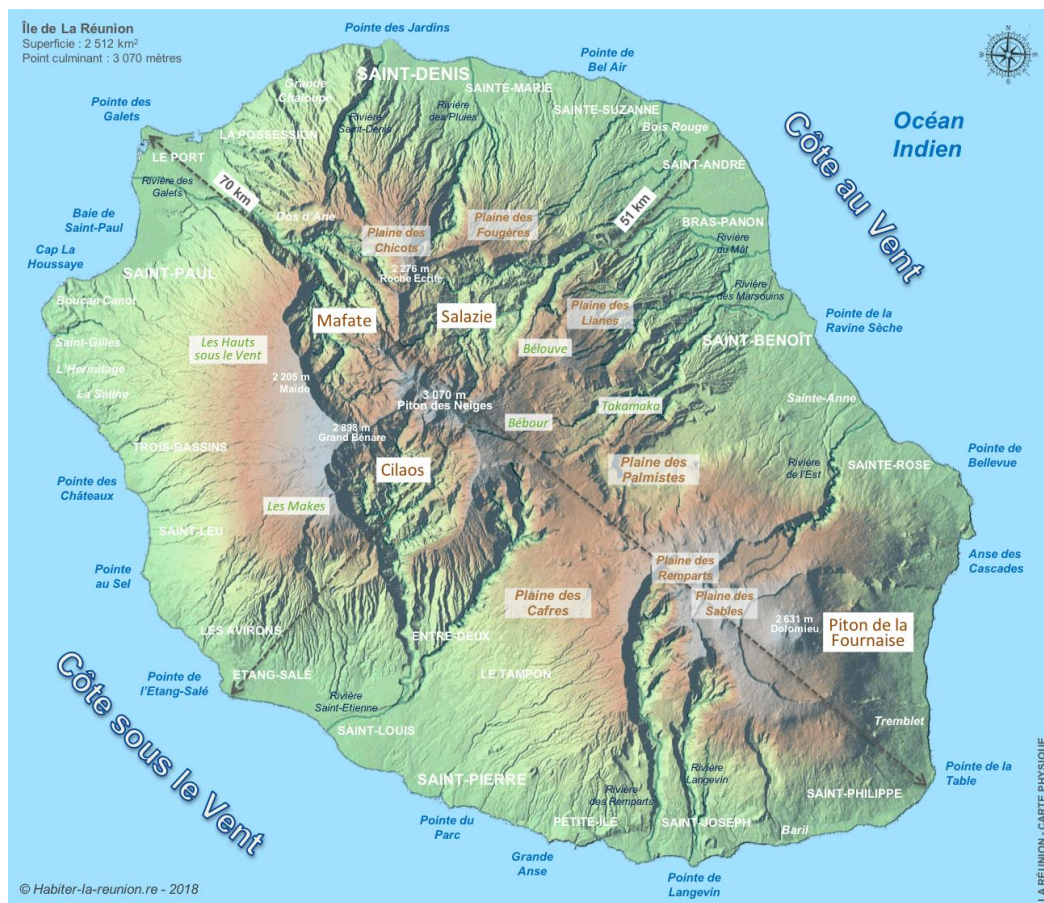 Île de La Réunion
Superficie : 2 512 km²
Point culminant : 3 070 mètres
Pointe des Jardins
N
E
S
W
Pointe de
Bel Air
Pointe des
Galets
SAINT-DENIS
SAINTE-MARIE
SAINTE-SUZANNE
Grande
Chaloupe
Rivière
des Pluies
Rivière
Saint-Denis
LA POSSESSION
Bois Rouge
Océan
Indien
Côte au Vent
LE PORT
SAINT-ANDRÉ
Rivière des
Galets
70 km
51 km
Dos d'Ane
Baie de
Saint-Paul
Plaine des
Chicots
Plaine des
Fougères
BRAS-PANON
Rivière
du Mât
Cap La
Houssaye
SAINT-PAUL
2 276 m
Roche Ecrite
Rivière
des Marsouins
Boucan Canot
Mafate
Salazie
Plaine des
Lianes
Pointe de la
Ravine Sèche
Saint-Gilles
Les Hauts
sous le Vent
Bélouve
SAINT-BENOÎT
L'Hermitage
2 205 m
Maïdo
La Saline
3 070 m
Piton des Neiges
Takamaka
Sainte-Anne
Bébour
2 898 m
Grand Bénare
TROIS-BASSINS
Cilaos
Plaine des
Palmistes
Rivière
de l'Est
SAINTE-ROSE
Pointe de
Bellevue
Pointe des
Châteaux
Les Makes
SAINT-LEU
Anse des
Cascades
Pointe
au Sel
Plaine des
Remparts
Plaine des
Cafres
Plaine des
Sables
2 631 m
Dolomieu
Piton de la
Fournaise
LES AVIRONS
ENTRE-DEUX
Pointe de
l'Etang-Salé
ETANG-SALÉ
LE TAMPON
Côte sous le Vent
Rivière
Saint-Etienne
SAINT-LOUIS
Tremblet
SAINT-PIERRE
Rivière
Langevin
Pointe de la
Table
Rivière
des Remparts
SAINT-PHILIPPE
Pointe du
Parc
PETITE-ÎLE
SAINT-JOSEPH
Baril
Grande
Anse
Pointe de
Langevin
© Habiter-la-reunion.re - 2018
LA RÉUNION - CARTE PHYSIQUE